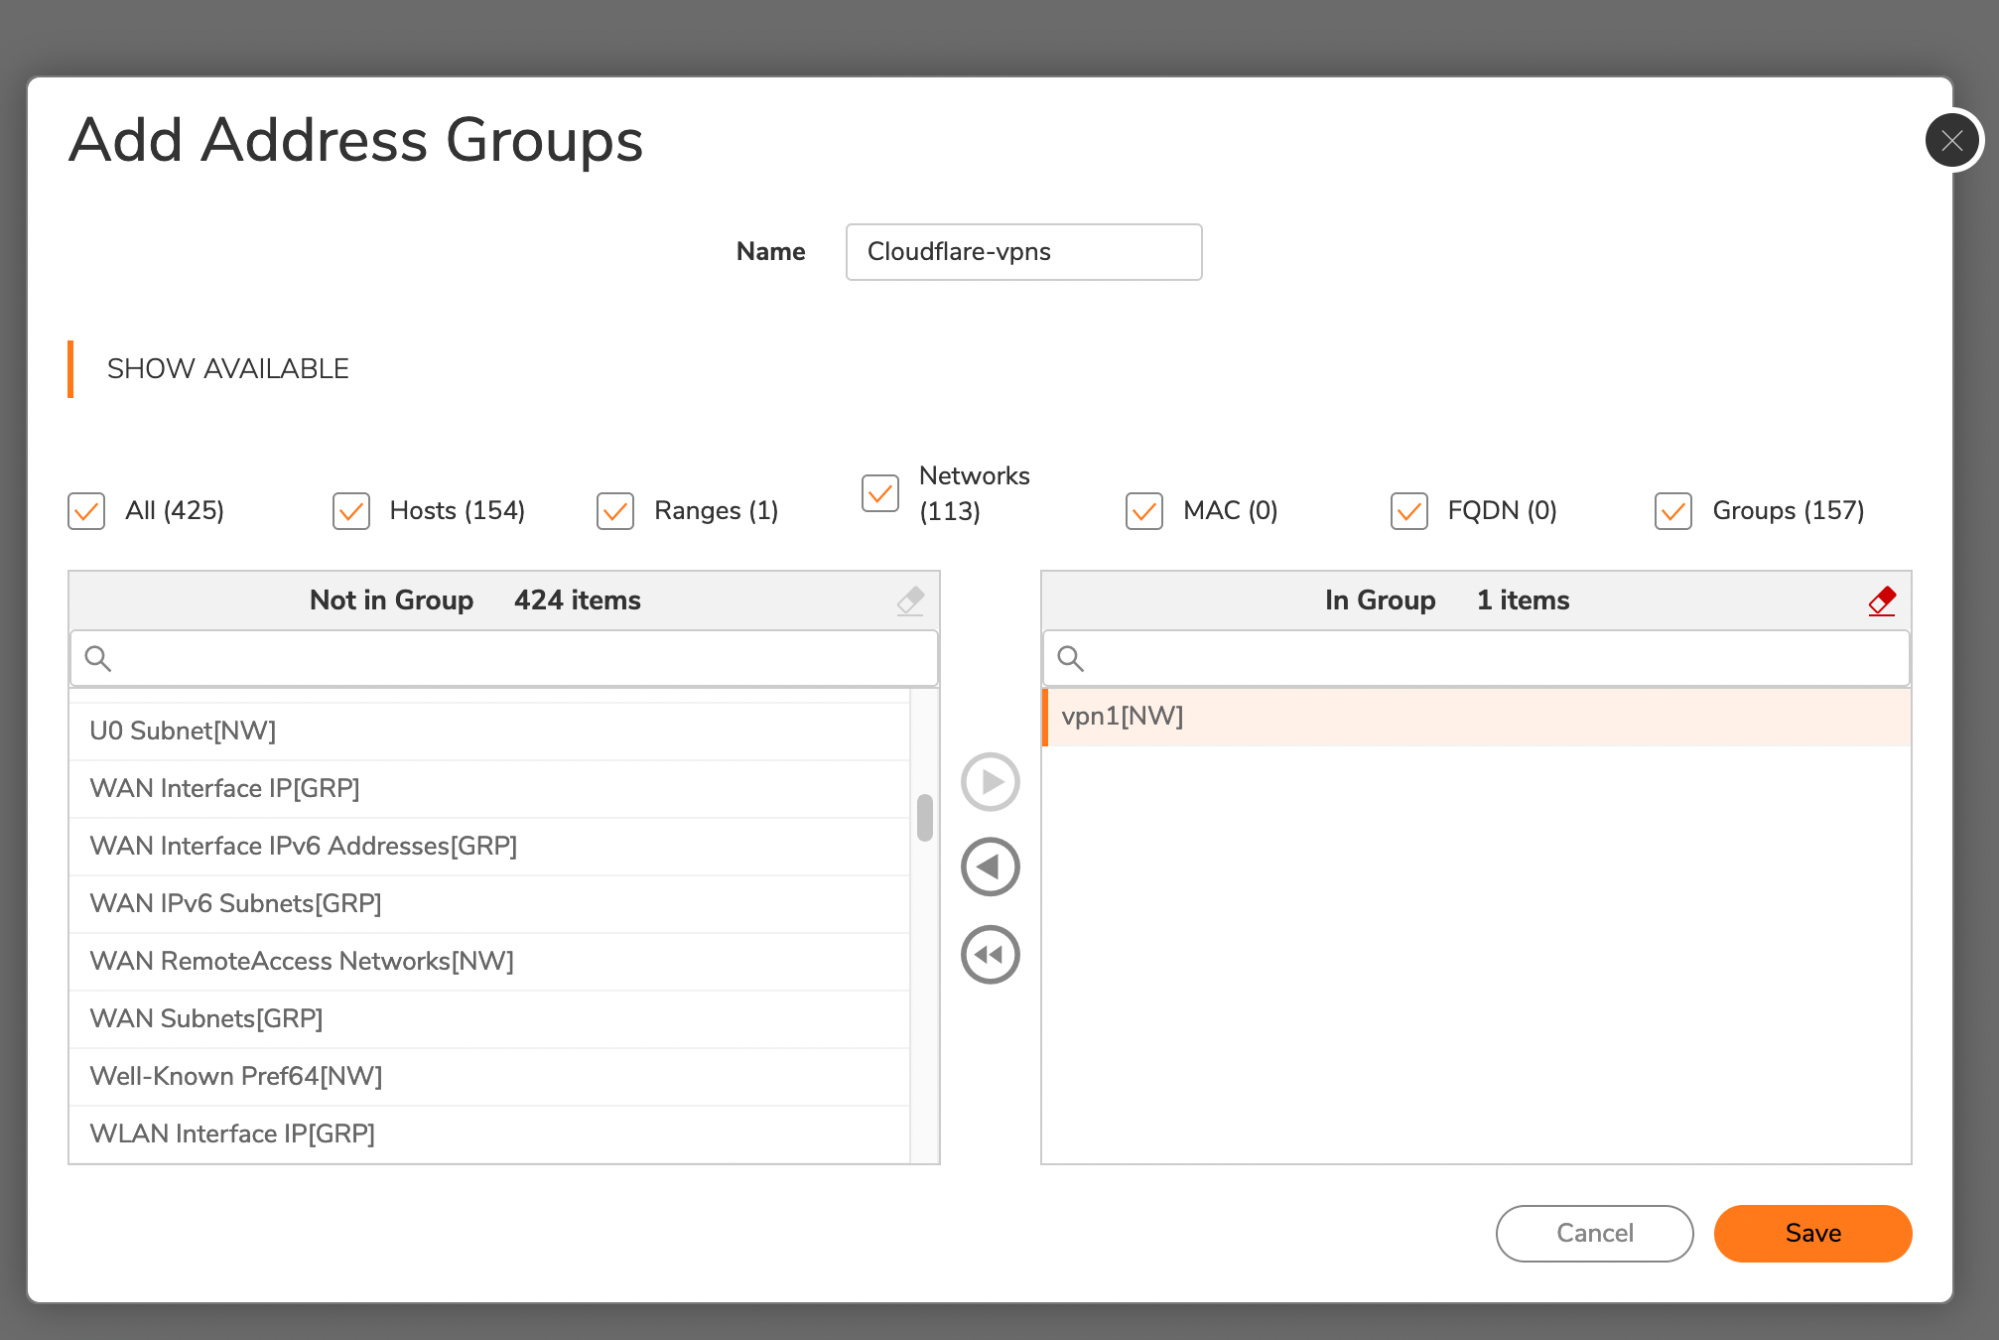 Add Address Groups
Name
Cloudflare-vpns
SHOW AVAILABLE
All (425)
Hosts (154)
Ranges (1)
Networks
(113)
MAC (0)
FQDN (0)
Groups (157)
Not in Group 424 items
U0 Subnet[NW]
WAN Interface IP[GRP]
WAN Interface IPv6 Addresses[GRP]
WAN IPv6 Subnets[GRP]
WAN RemoteAccess Networks[NW]
WAN Subnets[GRP]
Well-Known Pref64[NW]
WLAN Interface IP[GRP]
In Group 1 items
vpn1[NW]
Cancel
Save